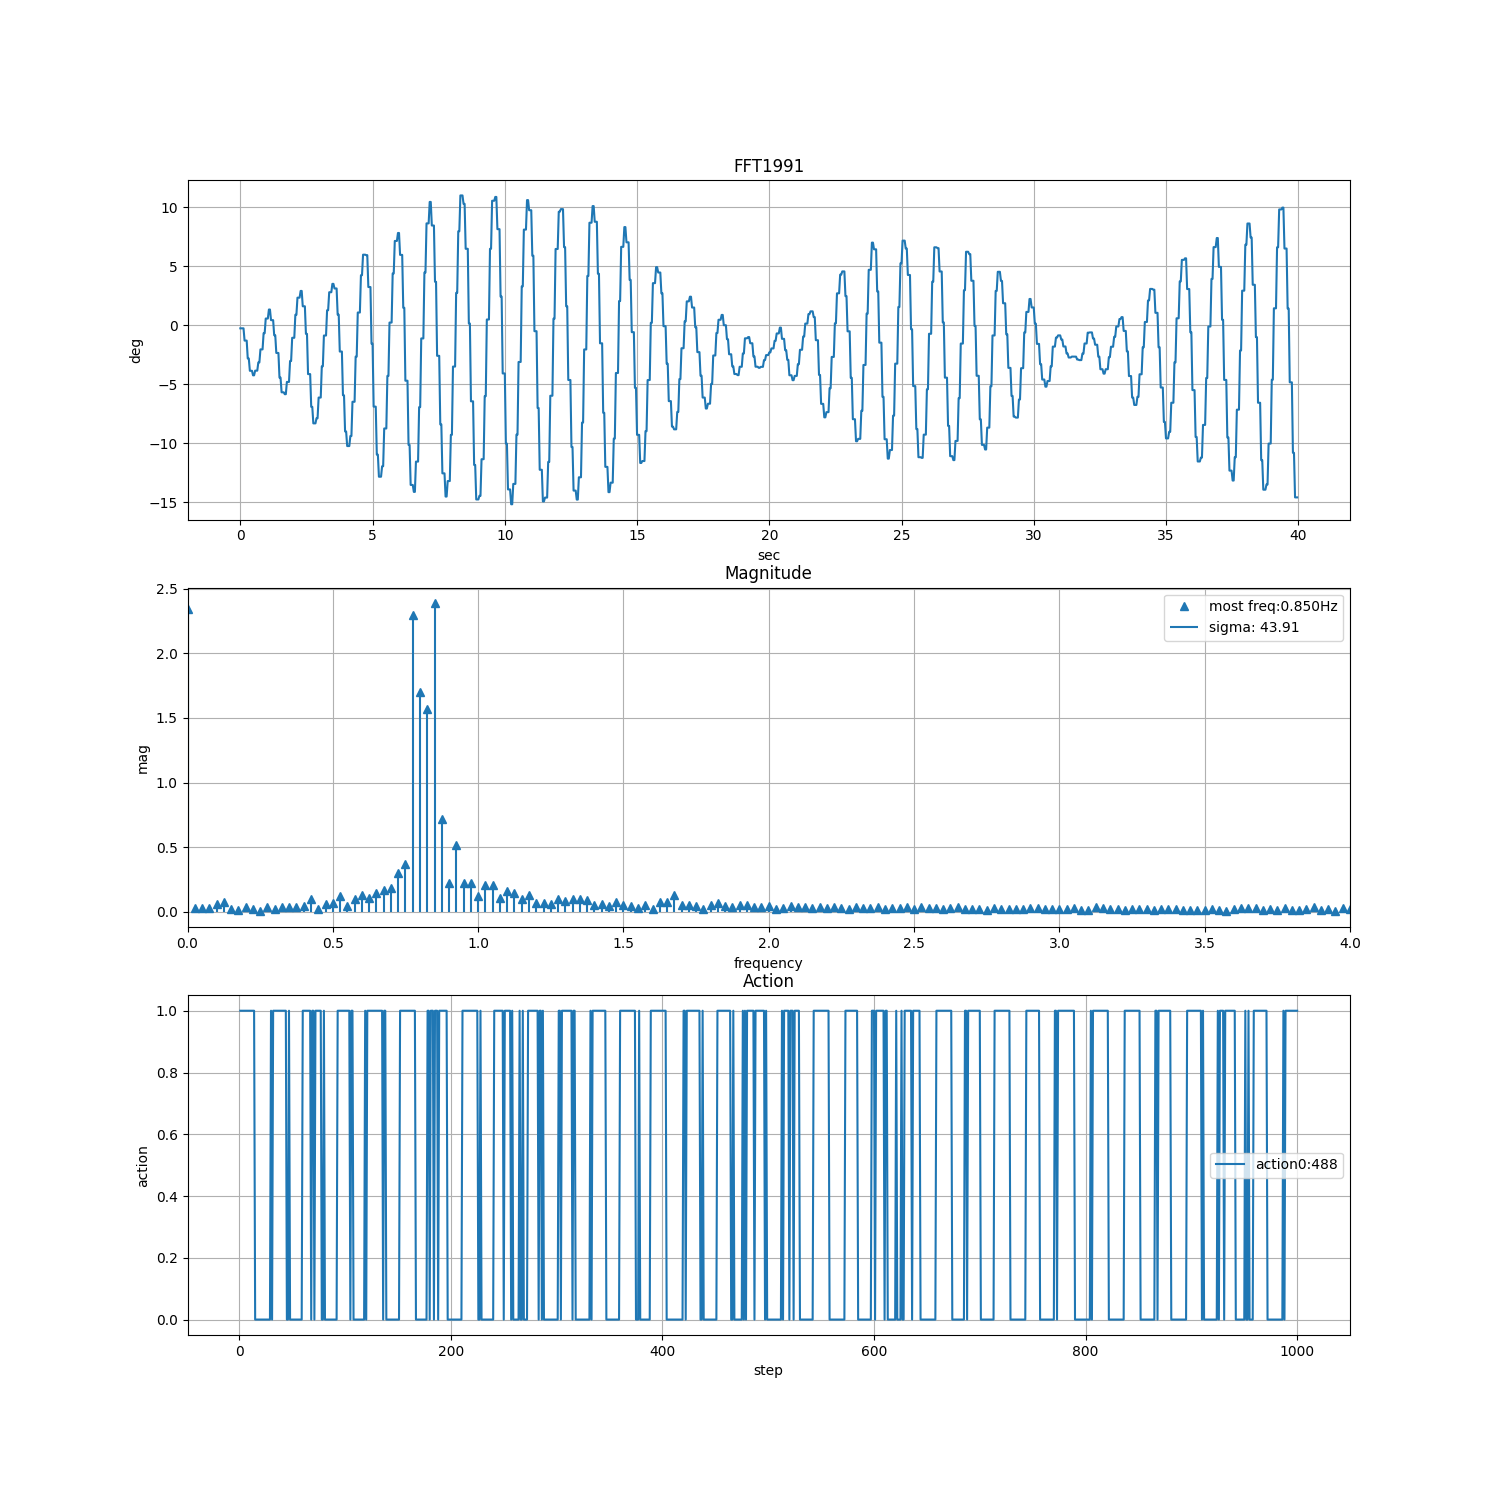 FFT1991
10
5
0
−5
−10
−15
deg
0 5 10 15 20 25 30 35 40
sec
Magnitude
2.5
2.0
1.5
1.0
0.5
0.0
mag
most freq:0.850Hz
sigma: 43.91
0.0 0.5 1.0 1.5 2.0 2.5 3.0 3.5 4.0
frequency
Action
1.0
0.8
0.6
0.4
0.2
0.0
action
action0:488
0 200 400 600 800 1000
step